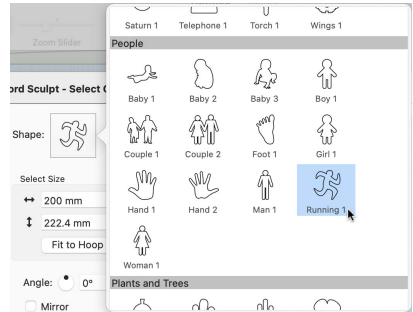 Saturn 1 Telephone 1 Torch 1 Wings 1
Zoom Slider
People
ord Sculpt - Select
Baby 1 Baby 2 Baby 3 Boy 1
Shape:
Couple 1 Couple 2 Foot 1 Girl 1
Select Size
200 mm
222.4 mm
Hand 1 Hand 2 Man 1 Running 1
Fit to Hoop
Woman 1
Angle: 0°
Plants and Trees
Mirror